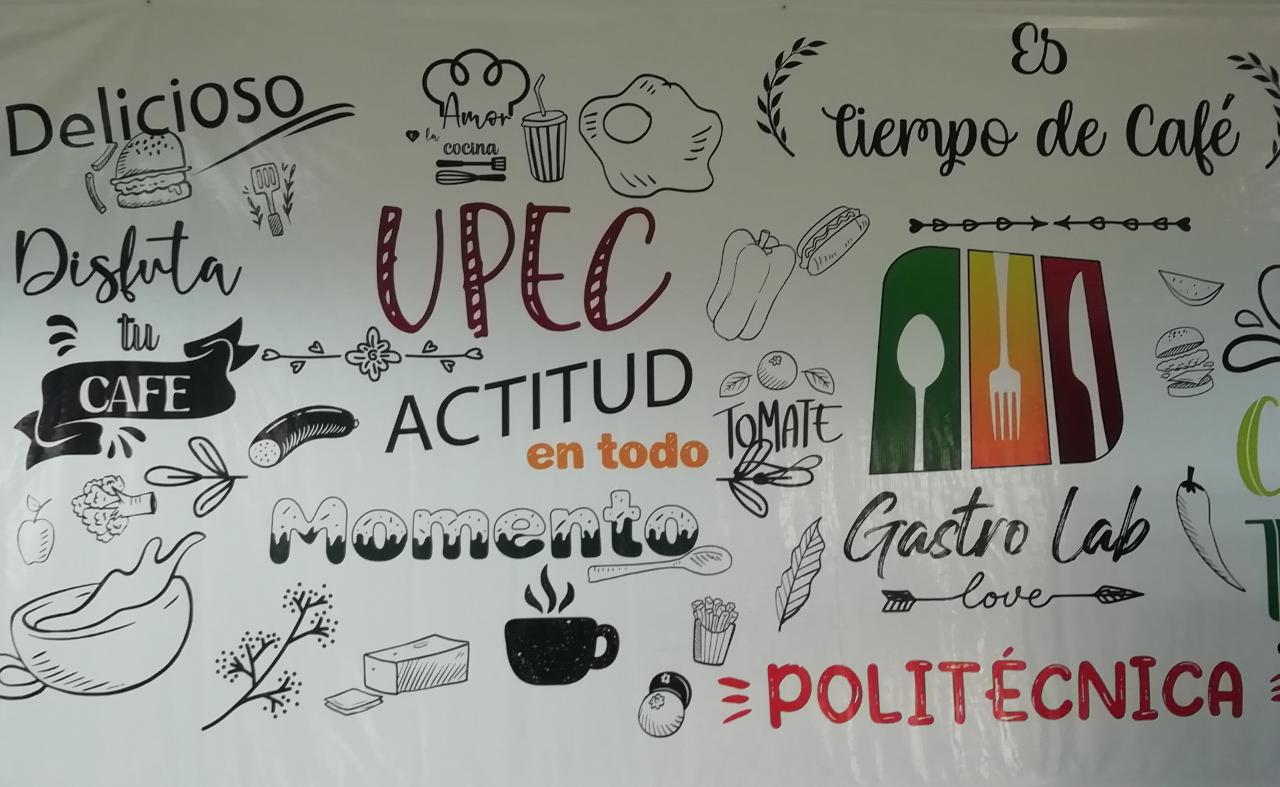 Delicioso
Amor
a la
cocina
Es
tiempo de Café
Disfuta
tu
CAFE
UPEC
ACTITUD
en todo
TOMATE
Momento
Gastro Lab
love
POLITÉCNICA